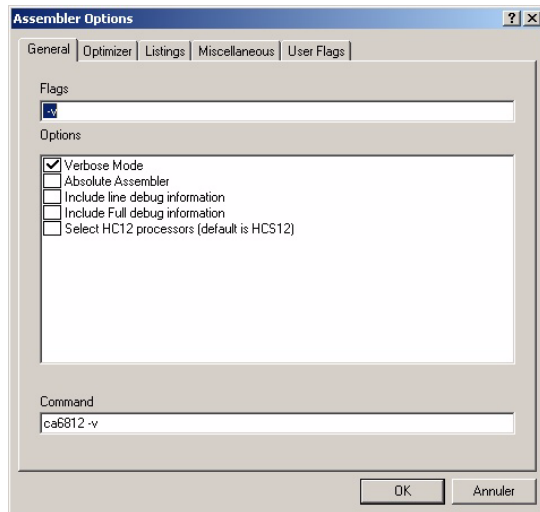 Assembler Options
General Optimizer Listings Miscellaneous User Flags
Flags
-v
Options
Verbose Mode
Absolute Assembler
Include line debug information
Include Full debug information
Select HC12 processors (default is HCS12)
Command
ca6812 -v
OK Annuler